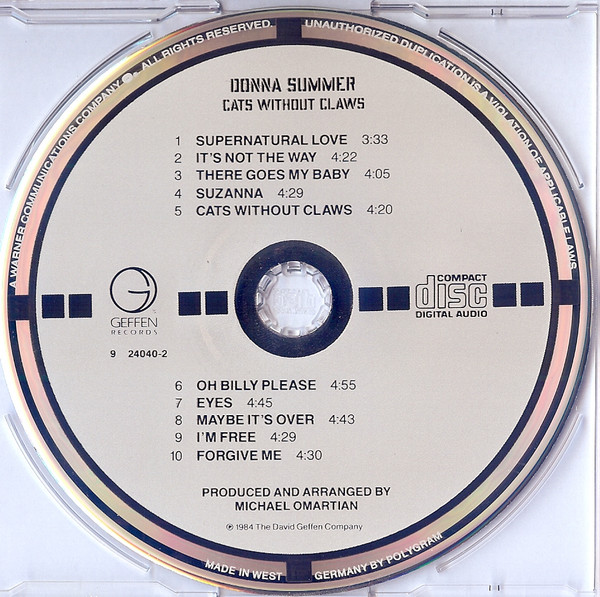 A WARNER COMMUNICATIONS COMPANY ALL RIGHTS RESERVED. UNAUTHORIZED DUPLICATION IS A VIOLATION OF APPLICABLE LAWS
DONNA SUMMER
CATS WITHOUT CLAWS
1 SUPERNATURAL LOVE 3:33
2 IT'S NOT THE WAY 4:22
3 THERE GOES MY BABY 4:05
4 SUZANNA 4:29
5 CATS WITHOUT CLAWS 4:20
G
GEFFEN
RECORDS
9 24040-2
COMPACT
disc
DIGITAL AUDIO
6 OH BILLY PLEASE 4:55
7 EYES 4:45
8 MAYBE IT'S OVER 4:43
9 I'M FREE 4:29
10 FORGIVE ME 4:30
PRODUCED AND ARRANGED BY
MICHAEL OMARTIAN
℗ 1984 The David Geffen Company
MADE IN WEST GERMANY BY POLYGRAM